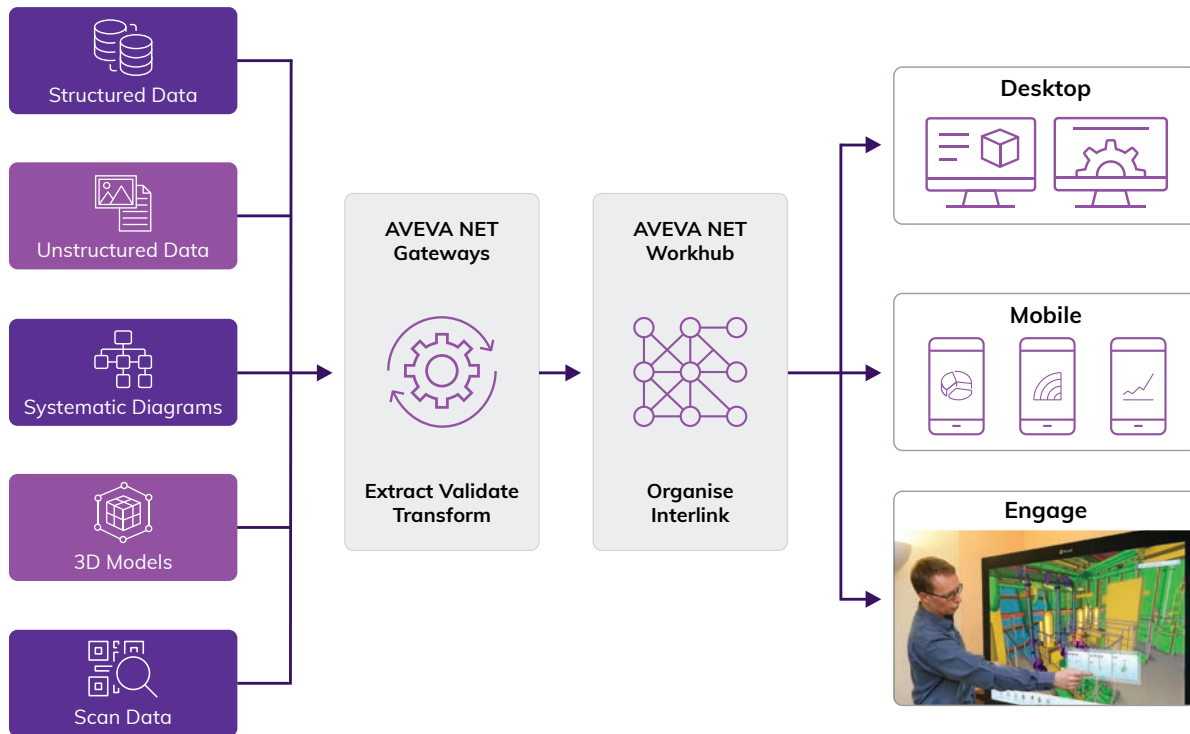 Structured Data
Unstructured Data
Systematic Diagrams
3D Models
Scan Data
AVEVA NET
Gateways
Extract Validate
Transform
AVEVA NET
Workhub
Organise
Interlink
Desktop
Mobile
Engage